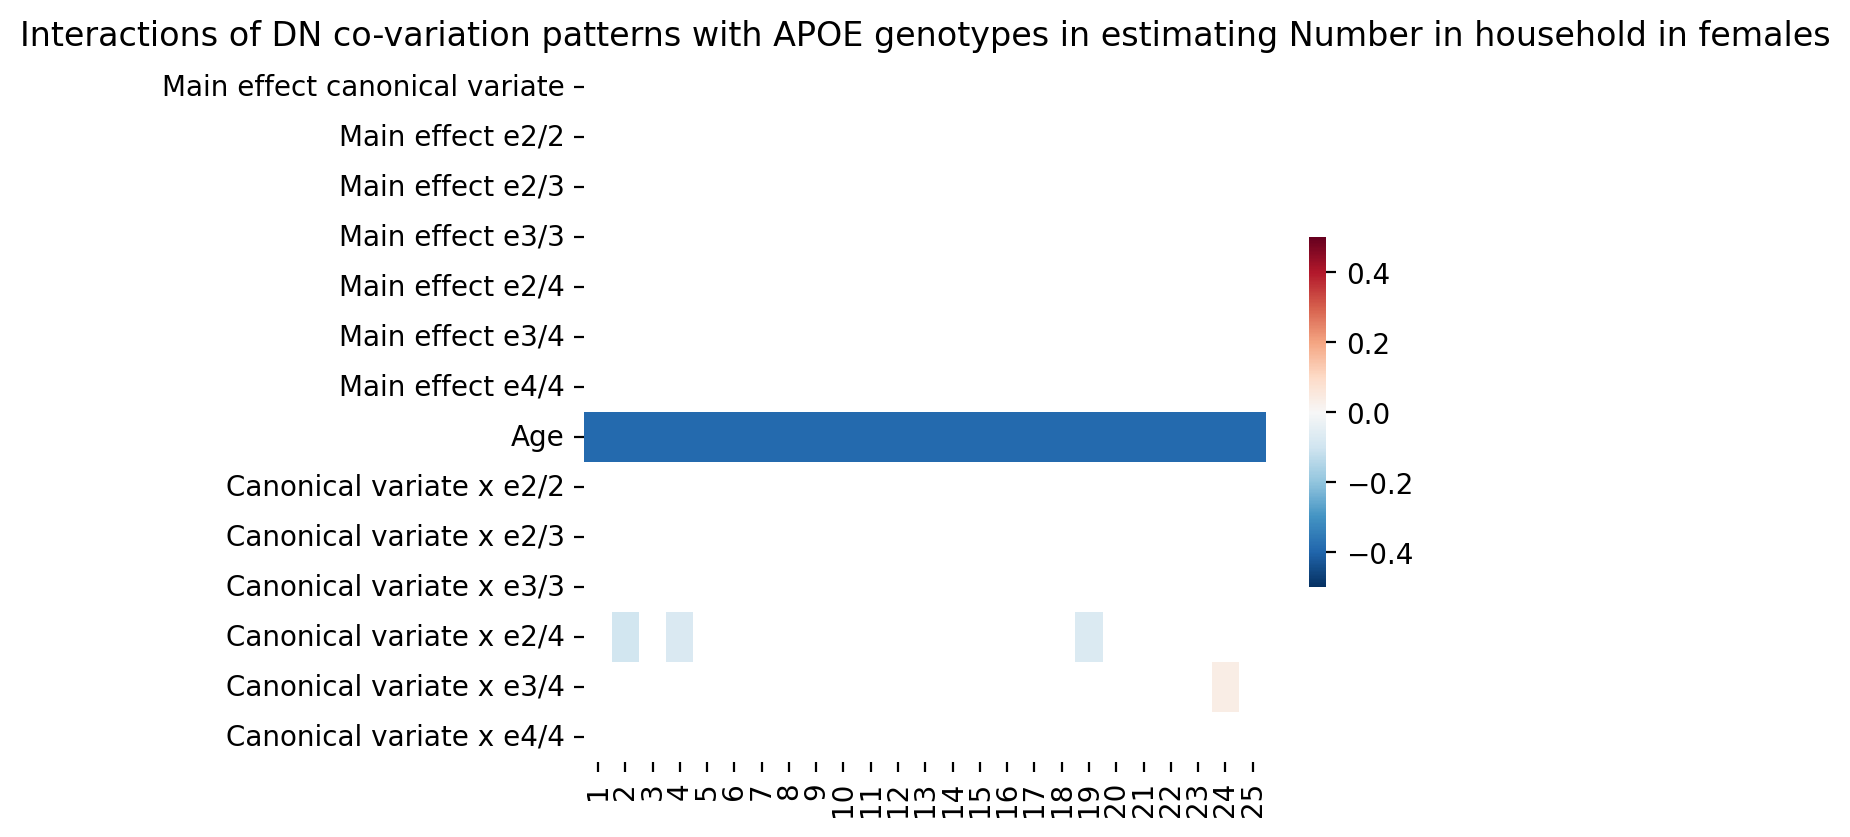 Interactions of DN co-variation patterns with APOE genotypes in estimating Number in household in females
Main effect canonical variate
Main effect e2/2
Main effect e2/3
Main effect e3/3
Main effect e2/4
Main effect e3/4
Main effect e4/4
Age
Canonical variate x e2/2
Canonical variate x e2/3
Canonical variate x e3/3
Canonical variate x e2/4
Canonical variate x e3/4
Canonical variate x e4/4
1 2 3 4 5 6 7 8 9 10 11 12 13 14 15 16 17 18 19 20 21 22 23 24 25
0.4
0.2
0.0
−0.2
−0.4